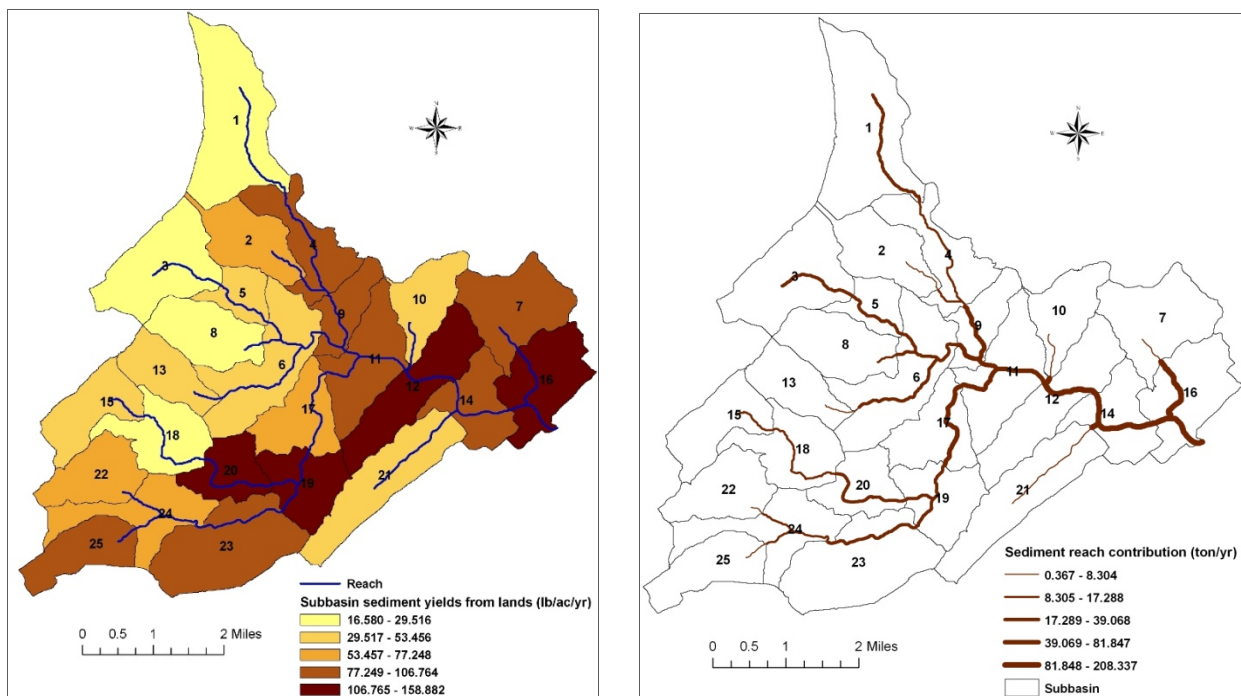 1
2
3
4
5
6
7
8
9
10
11
12
13
14
15
16
17
18
19
20
21
22
23
24
25
N
W
E
S
Reach
Subbasin sediment yields from lands (lb/ac/yr)
16.580 - 29.516
29.517 - 53.456
53.457 - 77.248
77.249 - 106.764
106.765 - 158.882
0 0.5 1 2 Miles
1
2
3
4
5
6
7
8
9
10
11
12
13
14
15
16
17
18
19
20
21
22
23
24
25
N
W
E
S
Sediment reach contribution (ton/yr)
0.367 - 8.304
8.305 - 17.288
17.289 - 39.068
39.069 - 81.847
81.848 - 208.337
Subbasin
0 0.5 1 2 Miles